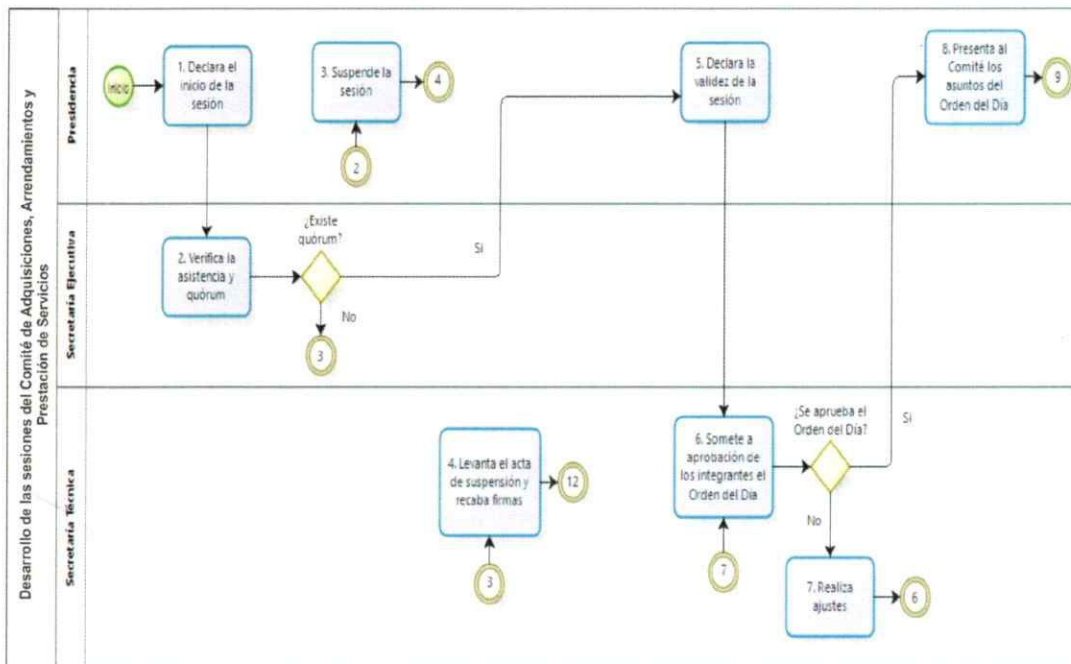 Desarrollo de las sesiones del Comité de Adquisiciones, Arrendamientos y
Prestación de Servicios
Presidencia
Inicio
1. Declara el
inicio de la
sesión
3. Suspende la
sesión
4
2
5. Declara la
validez de la
sesión
8. Presenta al
Comité los
asuntos del
Orden del Día
9
Secretaría Ejecutiva
2. Verifica la
asistencia y
quórum
¿Existe
quórum?
Sí
No
3
Secretaría Técnica
4. Levanta el acta
de suspensión y
recaba firmas
12
3
6. Somete a
aprobación de
los integrantes el
Orden del Día
7
¿Se aprueba el
Orden del Día?
Sí
No
7. Realiza
ajustes
6